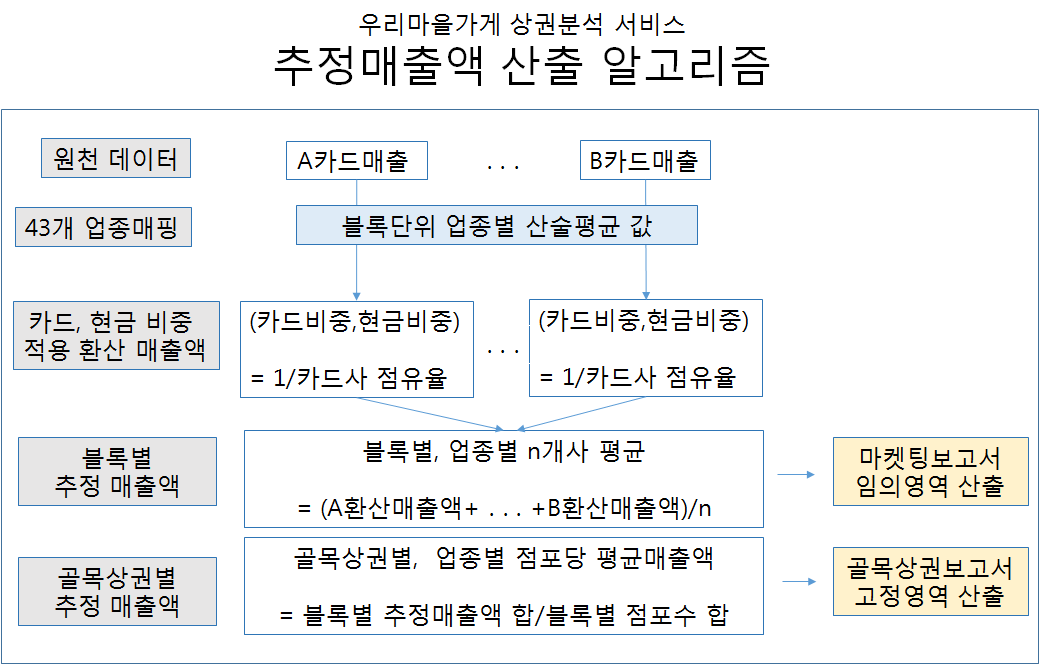 우리마을가게 상권분석 서비스
추정매출액 산출 알고리즘
원천 데이터
A카드매출
. . .
B카드매출
43개 업종매핑
블록단위 업종별 산술평균 값
카드, 현금 비중
적용 환산 매출액
(카드비중,현금비중)
= 1/카드사 점유율
. . .
(카드비중,현금비중)
= 1/카드사 점유율
블록별
추정 매출액
블록별, 업종별 n개사 평균
= (A환산매출액+ . . . +B환산매출액)/n
마켓팅보고서
임의영역 산출
골목상권별
추정 매출액
골목상권별, 업종별 점포당 평균매출액
= 블록별 추정매출액 합/블록별 점포수 합
골목상권보고서
고정영역 산출